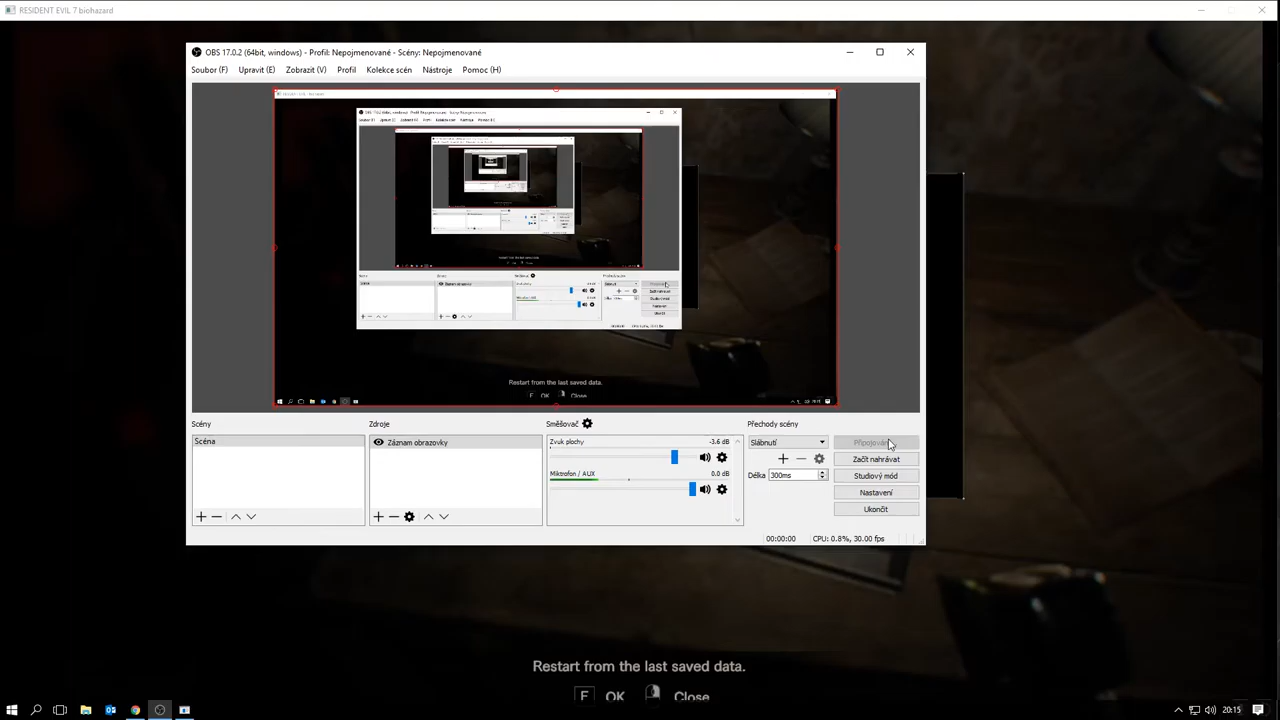 RESIDENT EVIL 7 biohazard
OBS 17.0.2 (64bit, windows) - Profil: Nepojmenované - Scény: Nepojmenované
Soubor (F) Upravit (E) Zobrazit (V) Profil Kolekce scén Nástroje Pomoc (H)
Restart from the last saved data.
F OK Close
Scény Zdroje Směšovač Přechody scény
Scéna
Záznam obrazovky
Zvuk plochy -3.6 dB
Mikrofon / AUX 0.0 dB
Slábnutí
Délka 300ms
Začít nahrávat
Studiový mód
Nastavení
Ukončit
00:00:00 CPU: 0.8%, 30.00 fps
Restart from the last saved data.
F OK Close
20:15